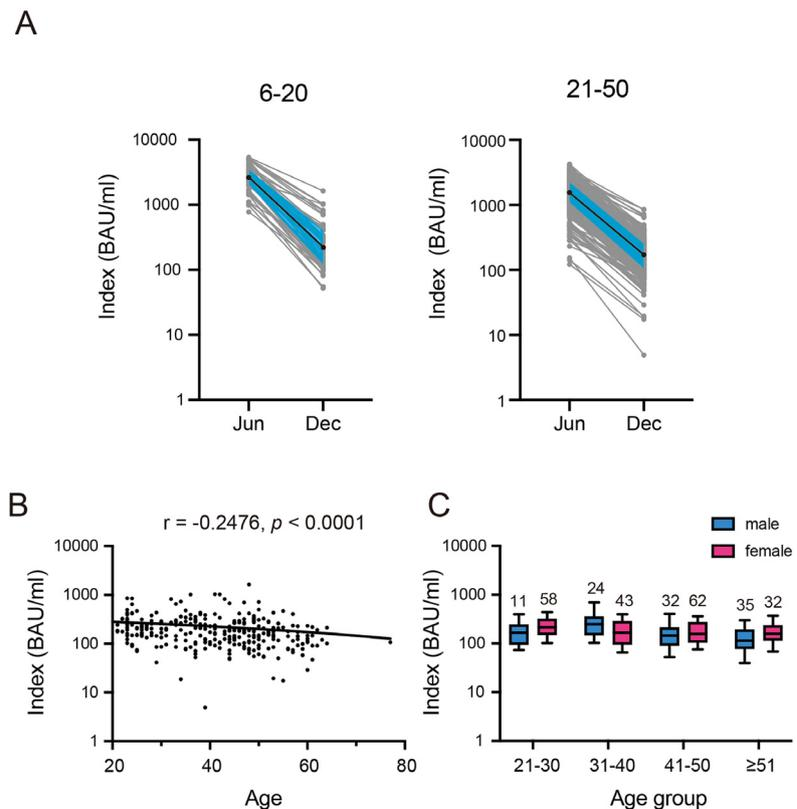 A
6-20
21-50
10000
1000
100
10
1
Index (BAU/ml)
Jun Dec
10000
1000
100
10
1
Index (BAU/ml)
Jun Dec
B
r = -0.2476, p < 0.0001
10000
1000
100
10
1
Index (BAU/ml)
20 40 60 80
Age
C
male
female
10000
1000
100
10
1
Index (BAU/ml)
11 58 24 43 32 62 35 32
21-30 31-40 41-50 ≥51
Age group